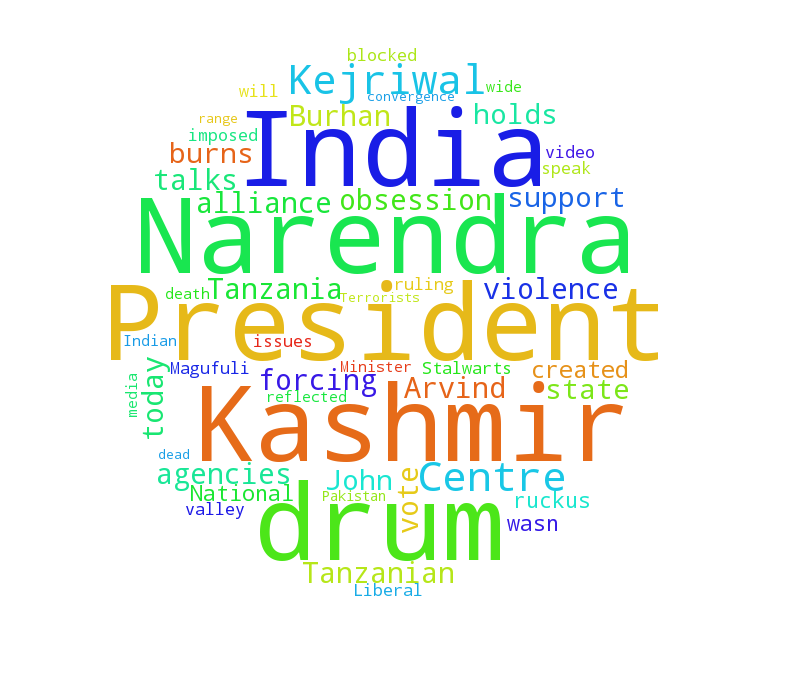 blocked
Kejriwal
will
wide
convergence
range
Burhan
holds
imposed
India
burns
video
talks
speak
alliance
obsession
support
Narendra
death
Tanzania
ruling
violence
Terrorists
President
Indian
issues
Magufuli
Minister
Stalwarts
created
media
today
forcing
reflected
Arvind
state
Kashmir
dead
agencies
National
John
Centre
Pakistan
vote
valley
ruckus
drum
wasn
Tanzanian
Liberal